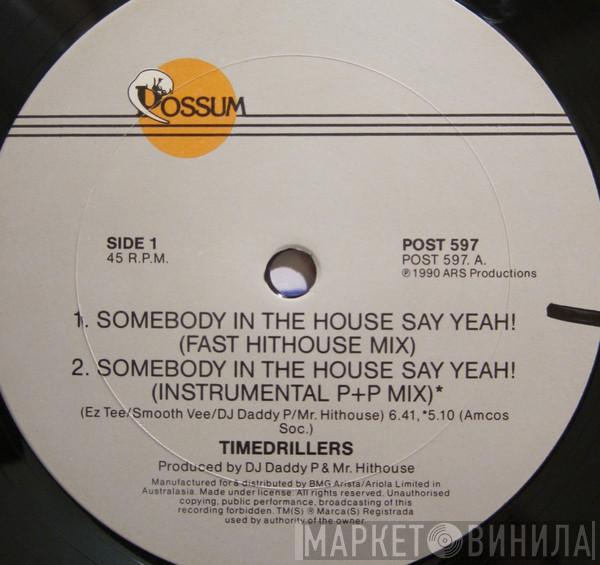 POSSUM
SIDE 1
45 R.P.M.
POST 597
POST 597. A.
℗ 1990 ARS Productions
1. SOMEBODY IN THE HOUSE SAY YEAH!
(FAST HITHOUSE MIX)
2. SOMEBODY IN THE HOUSE SAY YEAH!
(INSTRUMENTAL P+P MIX)*
(Ez Tee/Smooth Vee/DJ Daddy P/Mr. Hithouse) 6.41, *5.10 (Amcos
Soc.)
TIMEDRILLERS
Produced by DJ Daddy P & Mr. Hithouse
Manufactured for & distributed by BMG Arista/Ariola Limited in
Australasia. Made under license. All rights reserved. Unauthorised
copying, public performance, broadcasting of this
recording forbidden. TM(S) ® Marca(S) Registrada
used by authority of the owner.
МАРКЕТ ВИНИЛА